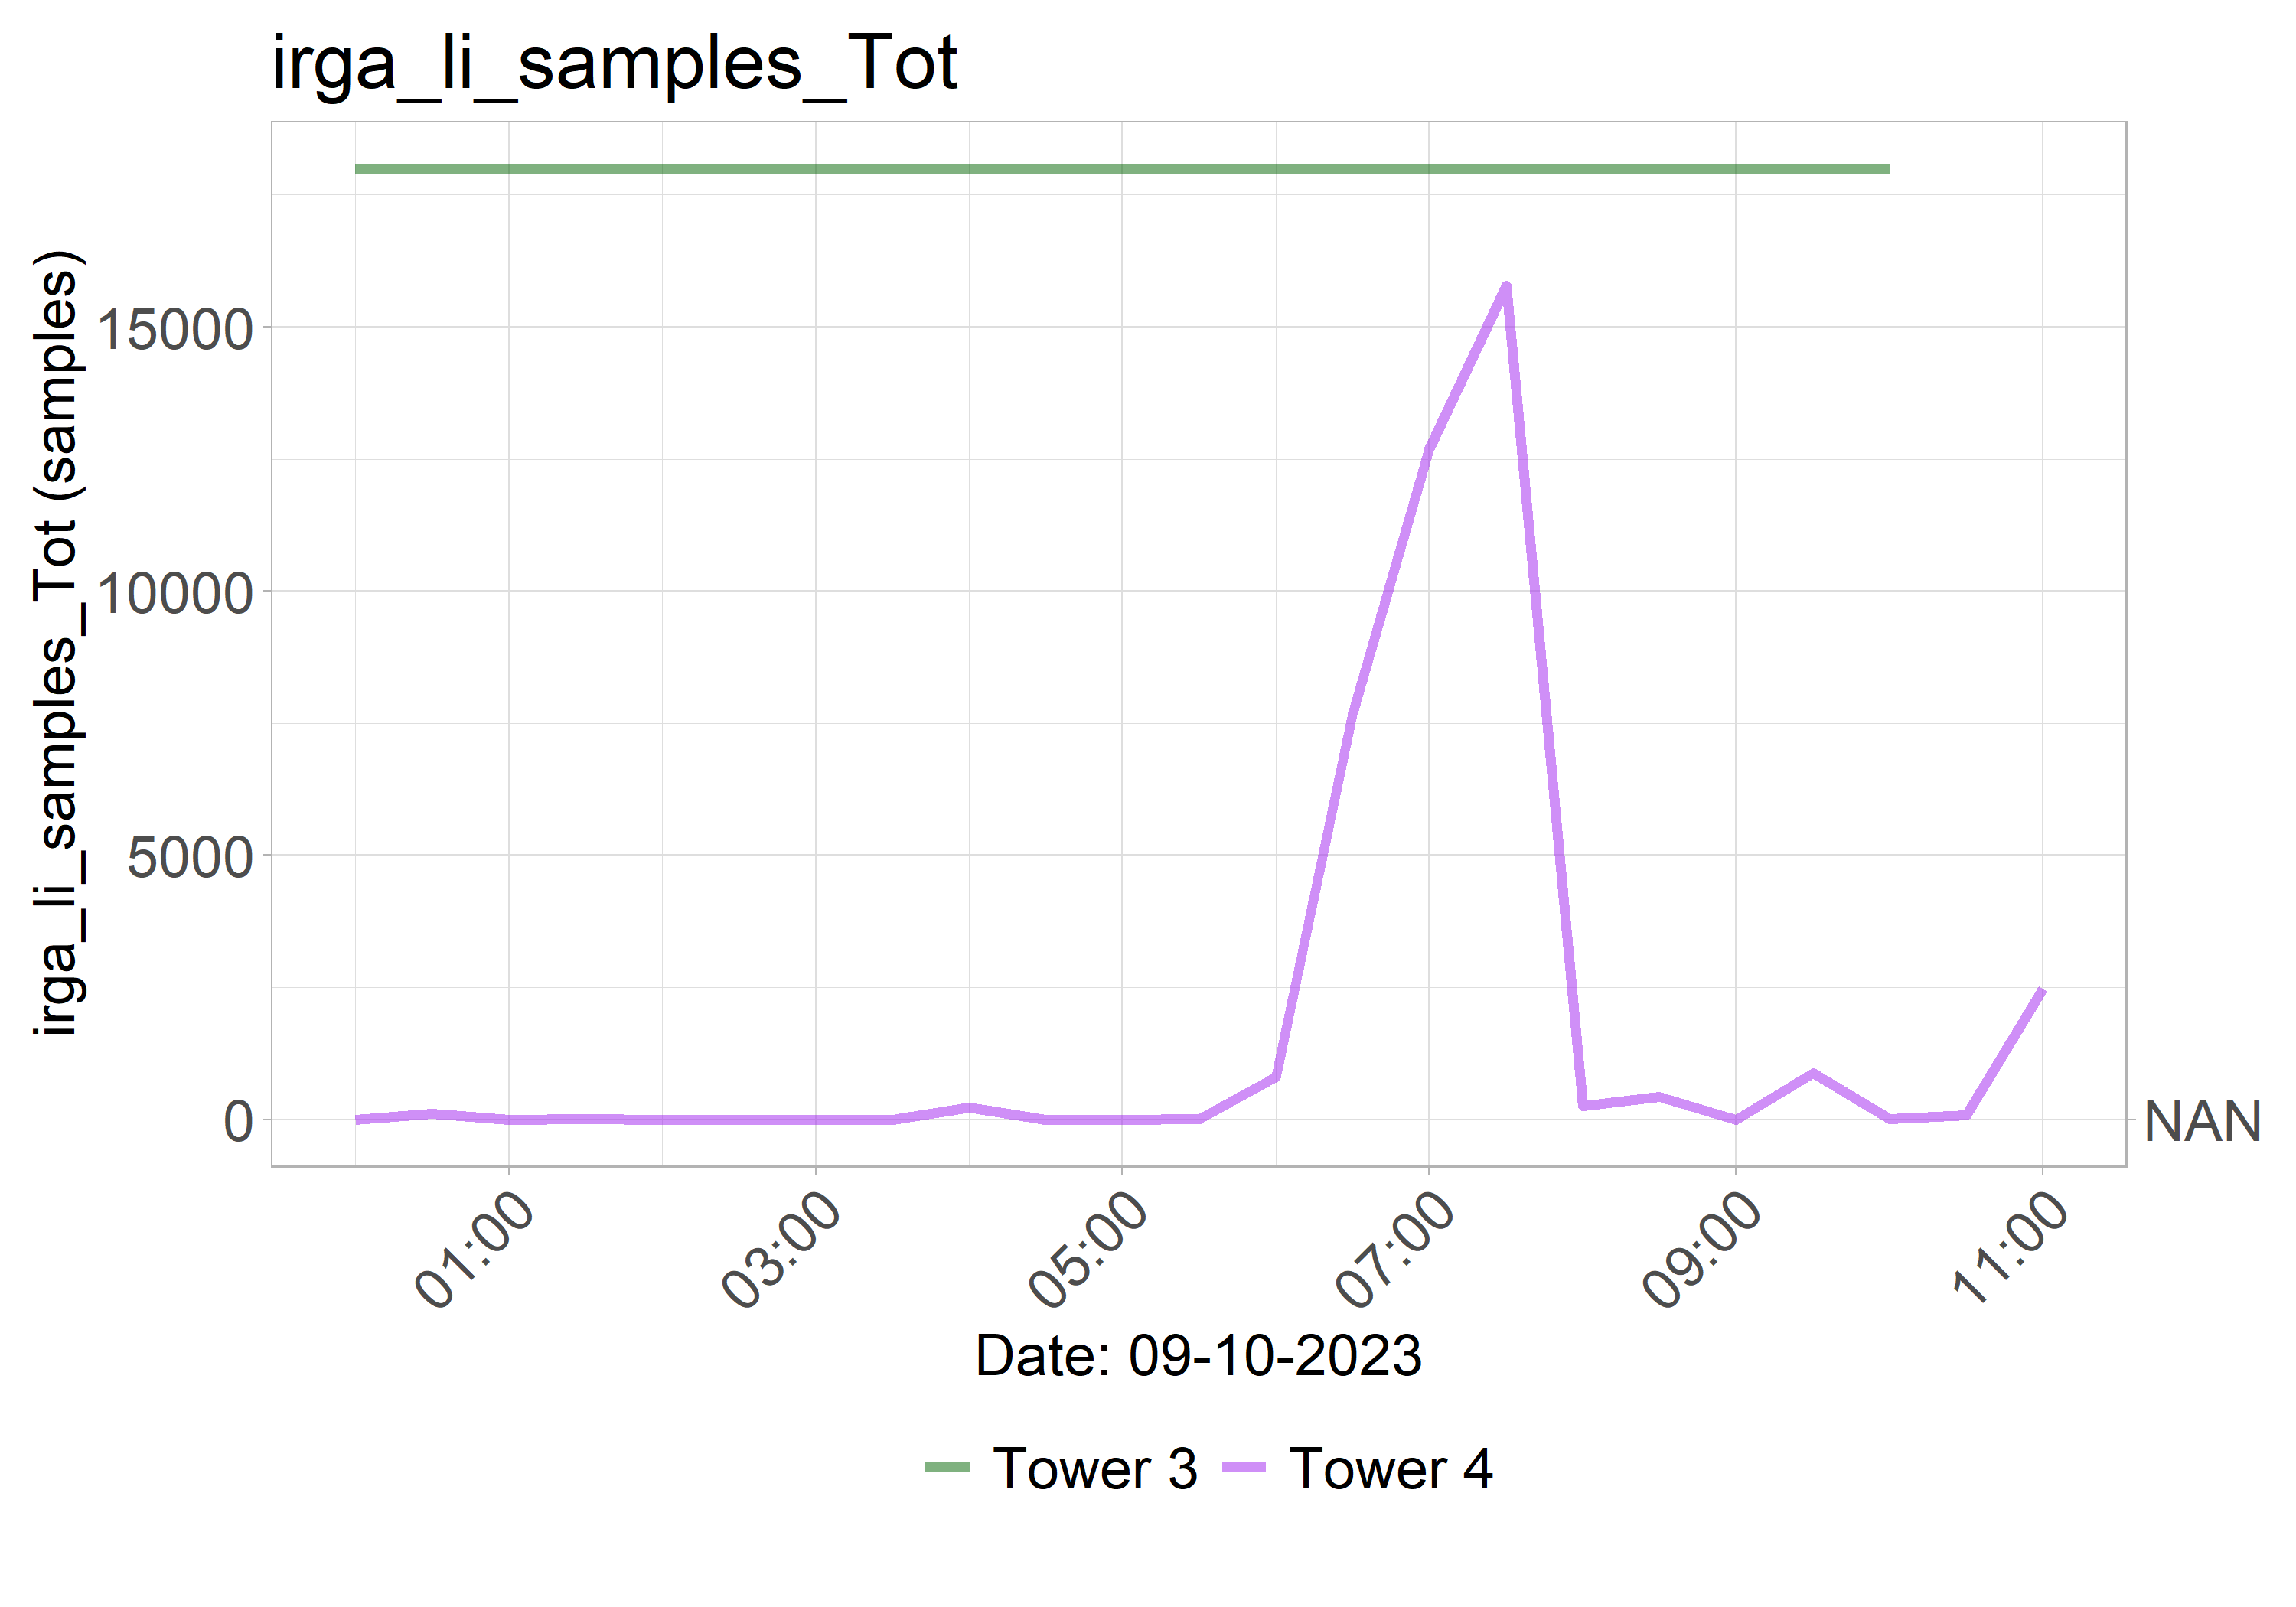 irga_li_samples_Tot
irga_li_samples_Tot (samples)
15000
10000
5000
0
NAN
01:00
03:00
05:00
07:00
09:00
11:00
Date: 09-10-2023
Tower 3
Tower 4